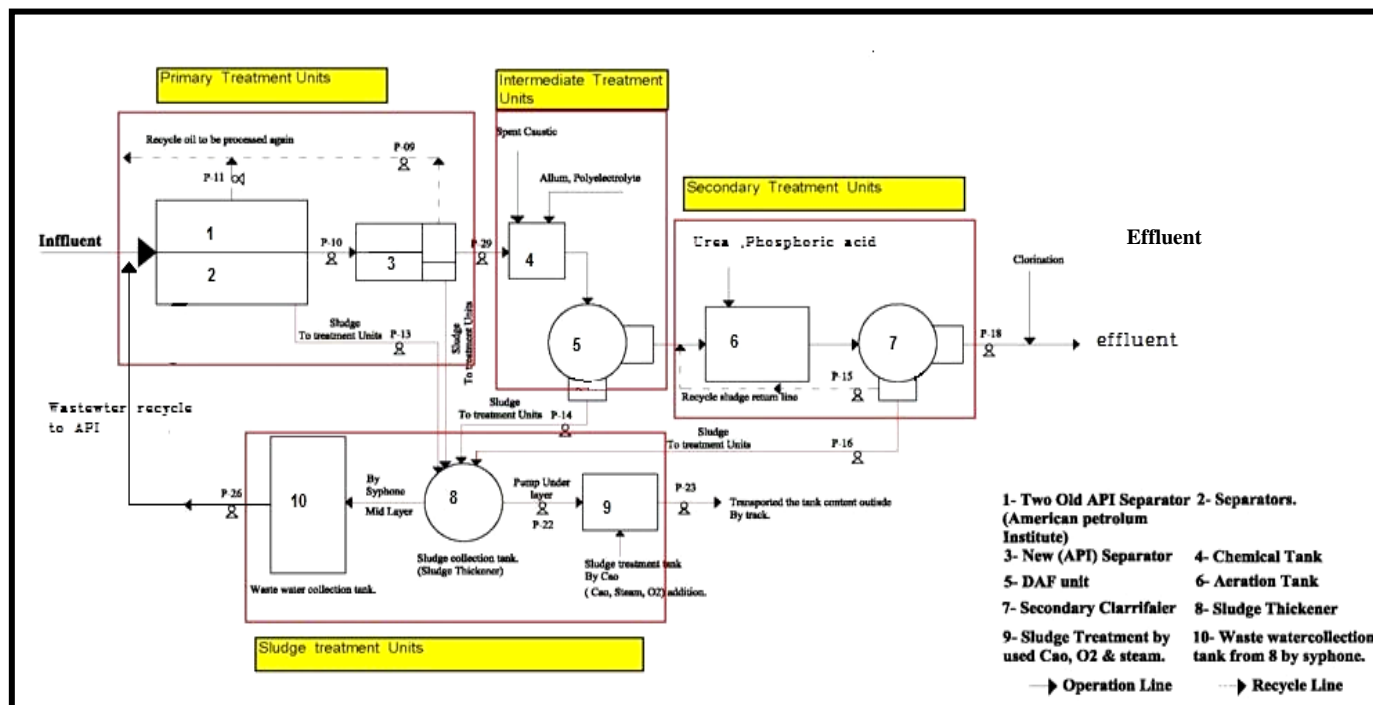 Primary Treatment Units
Intermediate Treatment
Units
Recycle oil to be processed again
P-09
P-11
Spent Caustic
Allum, Polyelectrolyte
Secondary Treatment Units
Inffluent
1
2
P-10
3
P-29
4
Urea ,Phosphoric acid
Effluent
Clorination
Sludge
To treatment Units
P-13
Sludge
To treatment Units
5
6
7
P-18
effluent
P-15
Recycle sludge return line
Wastewter recycle
to API
Sludge
To treatment Units
P-14
Sludge
To treatment Units
P-16
P-26
10
By
Syphone
Mid Layer
8
Pump Under
layer
P-22
9
P-23
Transported the tank content outside
By track.
Sludge collection tank.
(Sludge Thickener)
Sludge treatment tank
By Cao
( Cao, Steam, O2) addition.
Waste water collection tank.
Sludge treatment Units
1- Two Old API Separator 2- Separators.
(American petrolum
Institute)
3- New (API) Separator 4- Chemical Tank
5- DAF unit 6- Aeration Tank
7- Secondary Clarrifaier 8- Sludge Thickener
9- Sludge Treatment by 10- Waste watercollection
used Cao, O2 & steam. tank from 8 by syphone.
Operation Line Recycle Line